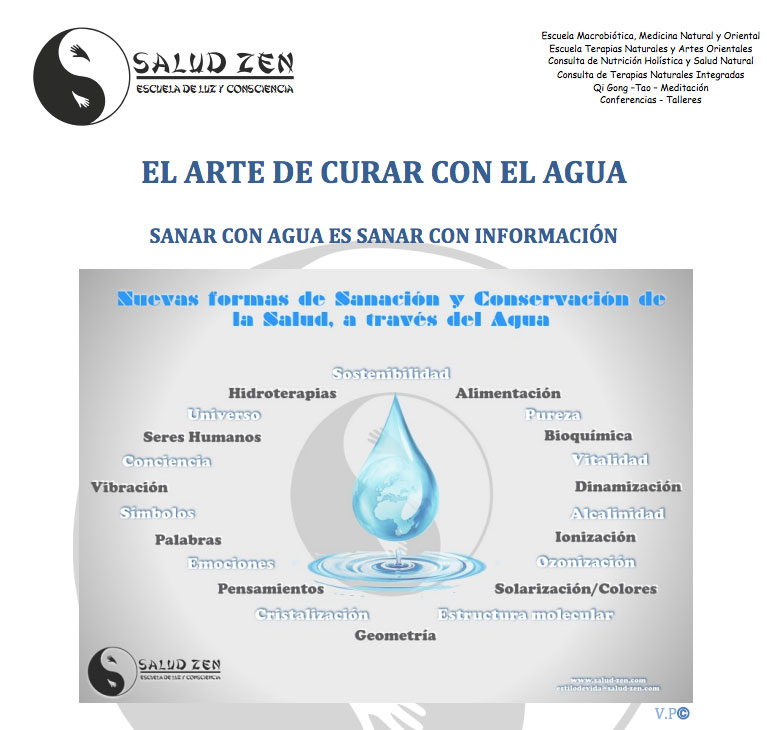 SALUD ZEN
ESCUELA DE LUZ Y CONSCIENCIA
Escuela Macrobiótica, Medicina Natural y Oriental
Escuela Terapias Naturales y Artes Orientales
Consulta de Nutrición Holística y Salud Natural
Consulta de Terapias Naturales Integradas
Qi Gong –Tao – Meditación
Conferencias - Talleres
EL ARTE DE CURAR CON EL AGUA
SANAR CON AGUA ES SANAR CON INFORMACIÓN
Nuevas formas de Sanación y Conservación de
la Salud, a través del Agua
Sostenibilidad
Hidroterapias
Alimentación
Universo
Pureza
Seres Humanos
Bioquímica
Conciencia
Vitalidad
Vibración
Dinamización
Símbolos
Alcalinidad
Palabras
Ionización
Emociones
Ozonización
Pensamientos
Solarización/Colores
Cristalización
Estructura molecular
Geometría
SALUD ZEN
ESCUELA DE LUZ Y CONSCIENCIA
www.salud-zen.com
estilodevida@salud-zen.com
V.P©